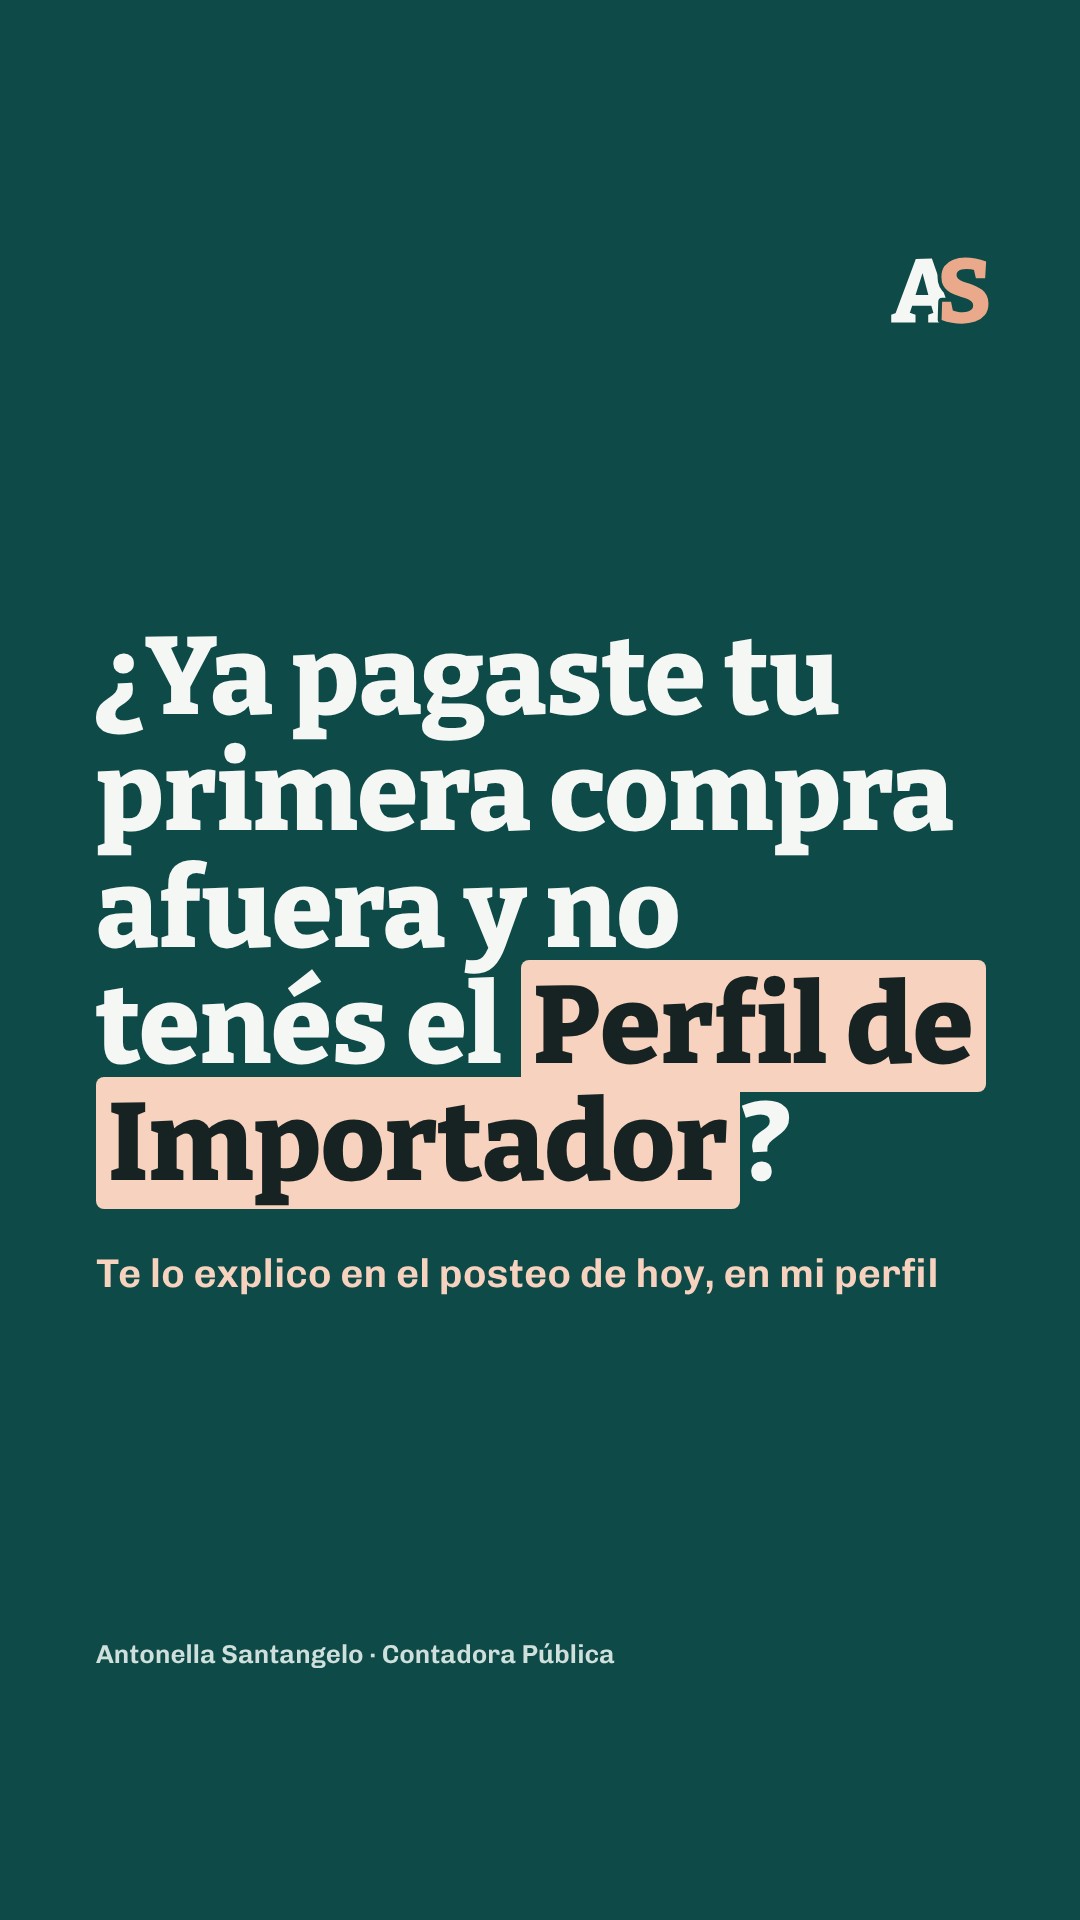 AS
¿Ya pagaste tu
primera compra
afuera y no
tenés el Perfil de
Importador?
Te lo explico en el posteo de hoy, en mi perfil
Antonella Santangelo · Contadora Pública